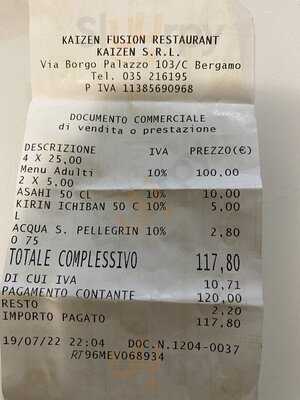 KAIZEN FUSION RESTAURANT
KAIZEN S.R.L.
Via Borgo Palazzo 103/C Bergamo
Tel. 035 216195
P IVA 11385690968
DOCUMENTO COMMERCIALE
di vendita o prestazione
DESCRIZIONE IVA PREZZO(€)
4 X 25,00
Menu Adulti 10% 100,00
2 X 5,00
ASAHI 50 CL 10% 10,00
KIRIN ICHIBAN 50 C 10% 5,00
L
ACQUA S. PELLEGRIN 10% 2,80
O 75
TOTALE COMPLESSIVO 117,80
DI CUI IVA 10,71
PAGAMENTO CONTANTE 120,00
RESTO 2,20
IMPORTO PAGATO 117,80
19/07/22 22:04 DOC.N.1204-0037
RT96MEV068934